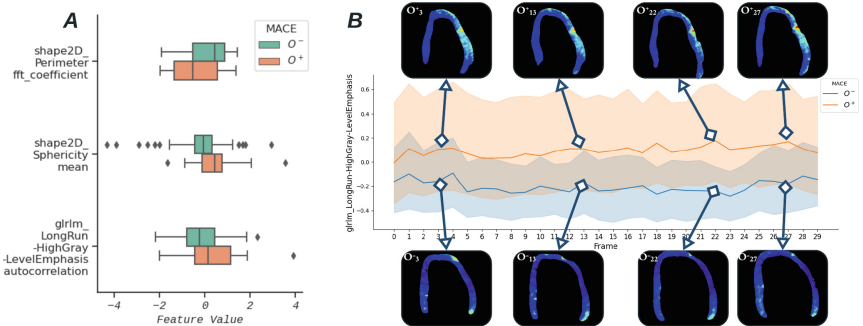 A
MACE
O⁻
O⁺
shape2D_
Perimeter
fft_coefficient
shape2D_
Sphericity
mean
glrlm_
LongRun
-HighGray
-LevelEmphasis
autocorrelation
−4 −2 0 2 4
Feature Value
B
O⁺₃ O⁺₁₃ O⁺₂₂ O⁺₂₇
MACE
O⁻
O⁺
glrlm_LongRun-HighGray-LevelEmphasis
0.6
0.4
0.2
0.0
−0.2
−0.4
0 1 2 3 4 5 6 7 8 9 10 11 12 13 14 15 16 17 18 19 20 21 22 23 24 25 26 27 28 29
Frame
O⁻₃ O⁻₁₃ O⁻₂₂ O⁻₂₇